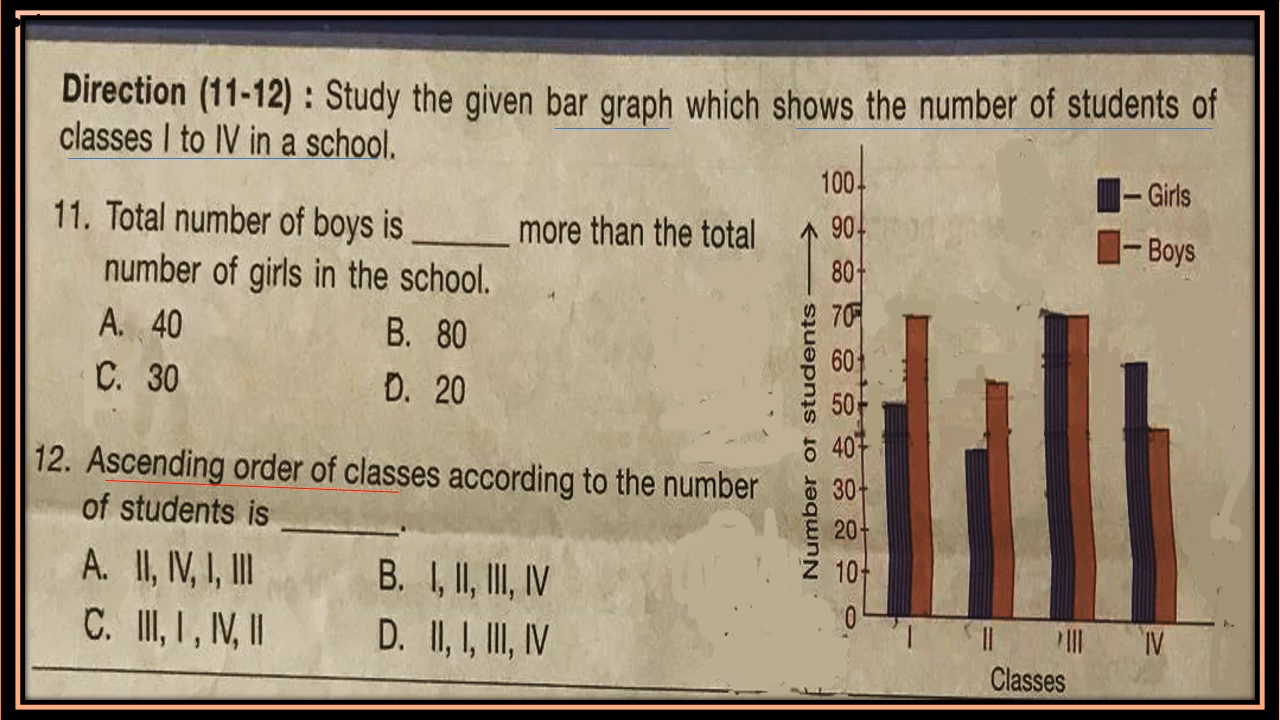 Direction (11-12) : Study the given bar graph which shows the number of students of
classes I to IV in a school.
11. Total number of boys is ______ more than the total
number of girls in the school.
A. 40
B. 80
C. 30
D. 20
12. Ascending order of classes according to the number
of students is ______.
A. II, IV, I, III
B. I, II, III, IV
C. III, I , IV, II
D. II, I, III, IV
Number of students
100
90
80
70
60
50
40
30
20
10
0
I II III IV
Classes
– Girls
– Boys